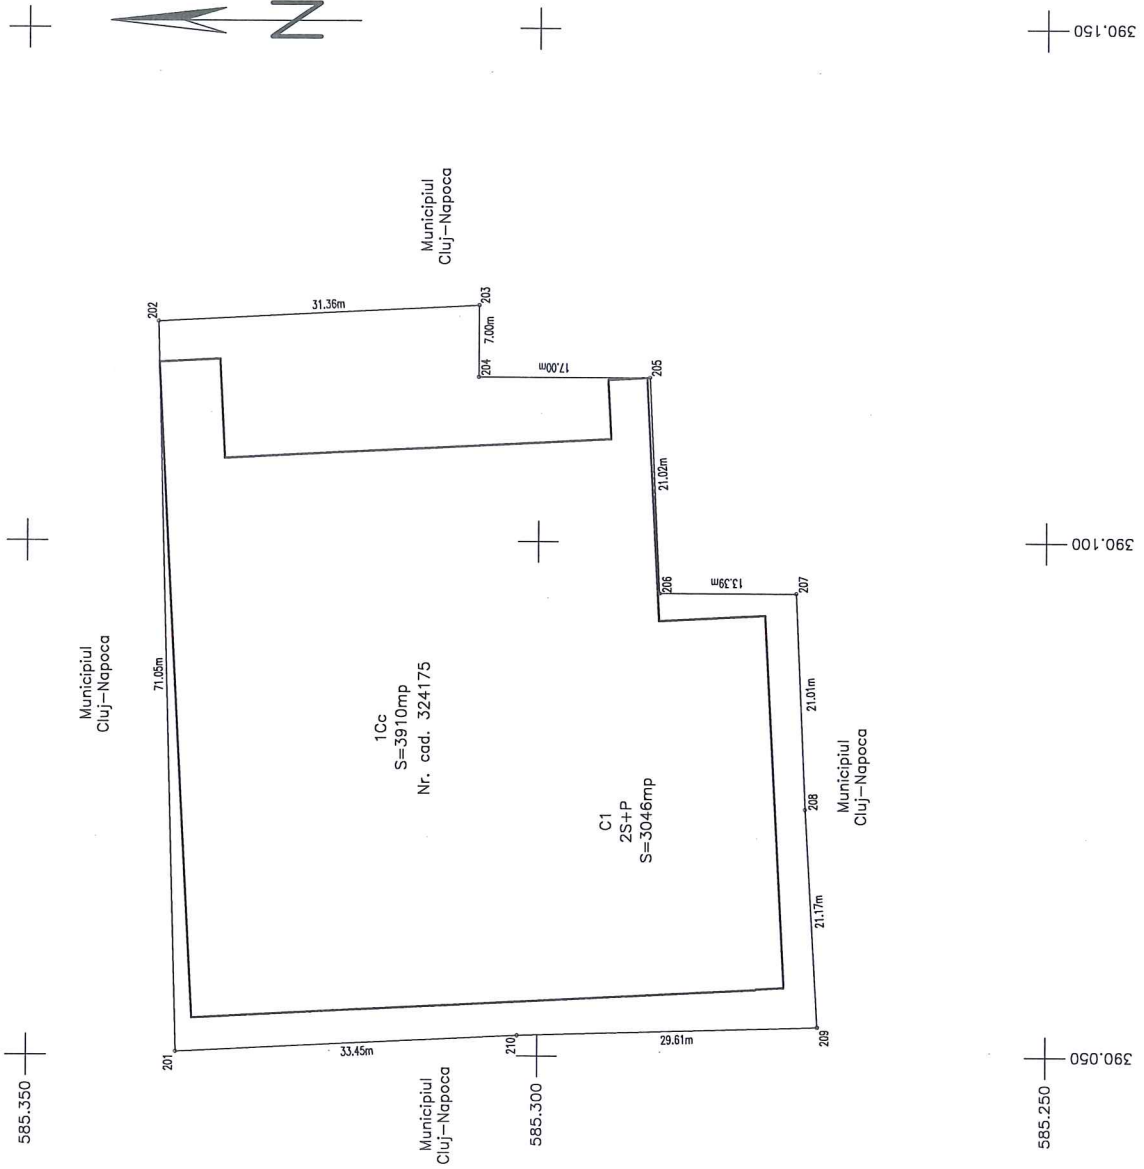 N
390.150
Municipiul
Cluj-Napoca
202
31.36m
203
7.00m
204
17.00m
205
21.02m
390.100
206
13.39m
207
Municipiul
Cluj-Napoca
71.05m
1Cc
S=3910mp
Nr. cad. 324175
21.01m
C1
2S+P
S=3046mp
208
Municipiul
Cluj-Napoca
21.17m
201
33.45m
210
29.61m
209
390.050
Municipiul
Cluj-Napoca
585.350
585.300
585.250